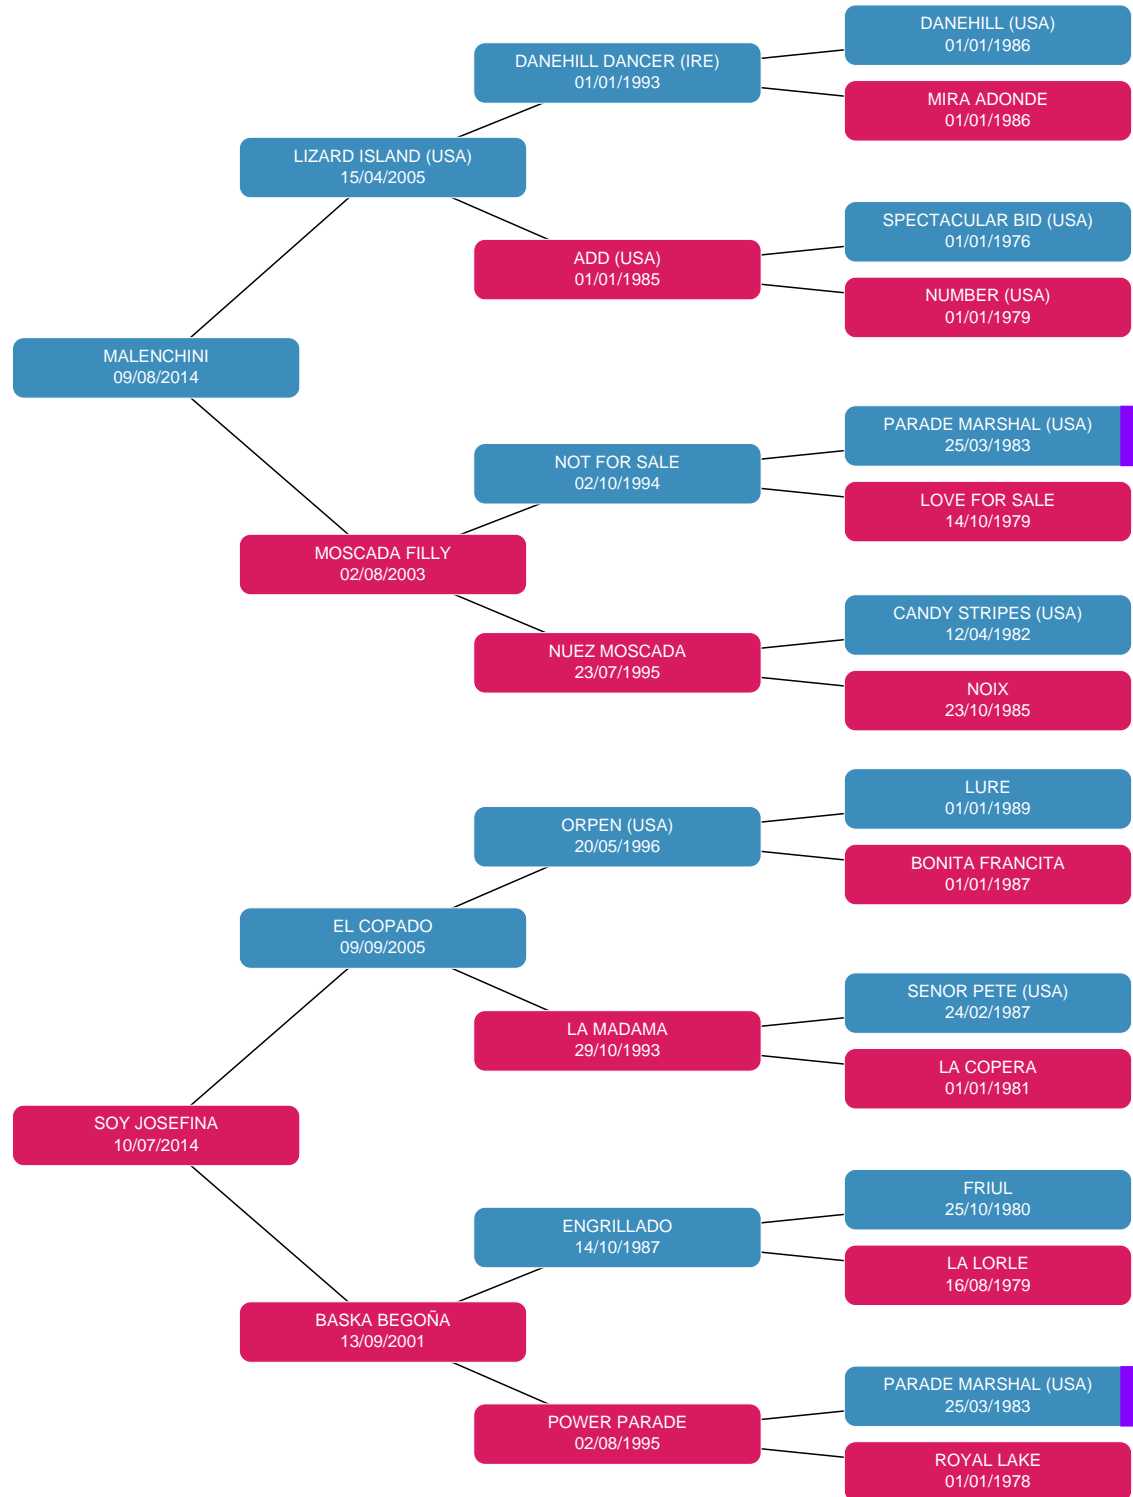 DANEHILL (USA)
01/01/1986
DANEHILL DANCER (IRE)
01/01/1993
MIRA ADONDE
01/01/1986
LIZARD ISLAND (USA)
15/04/2005
SPECTACULAR BID (USA)
01/01/1976
ADD (USA)
01/01/1985
NUMBER (USA)
01/01/1979
MALENCHINI
09/08/2014
PARADE MARSHAL (USA)
25/03/1983
NOT FOR SALE
02/10/1994
LOVE FOR SALE
14/10/1979
MOSCADA FILLY
02/08/2003
CANDY STRIPES (USA)
12/04/1982
NUEZ MOSCADA
23/07/1995
NOIX
23/10/1985
LURE
01/01/1989
ORPEN (USA)
20/05/1996
BONITA FRANCITA
01/01/1987
EL COPADO
09/09/2005
SENOR PETE (USA)
24/02/1987
LA MADAMA
29/10/1993
LA COPERA
01/01/1981
SOY JOSEFINA
10/07/2014
FRIUL
25/10/1980
ENGRILLADO
14/10/1987
LA LORLE
16/08/1979
BASKA BEGOÑA
13/09/2001
PARADE MARSHAL (USA)
25/03/1983
POWER PARADE
02/08/1995
ROYAL LAKE
01/01/1978